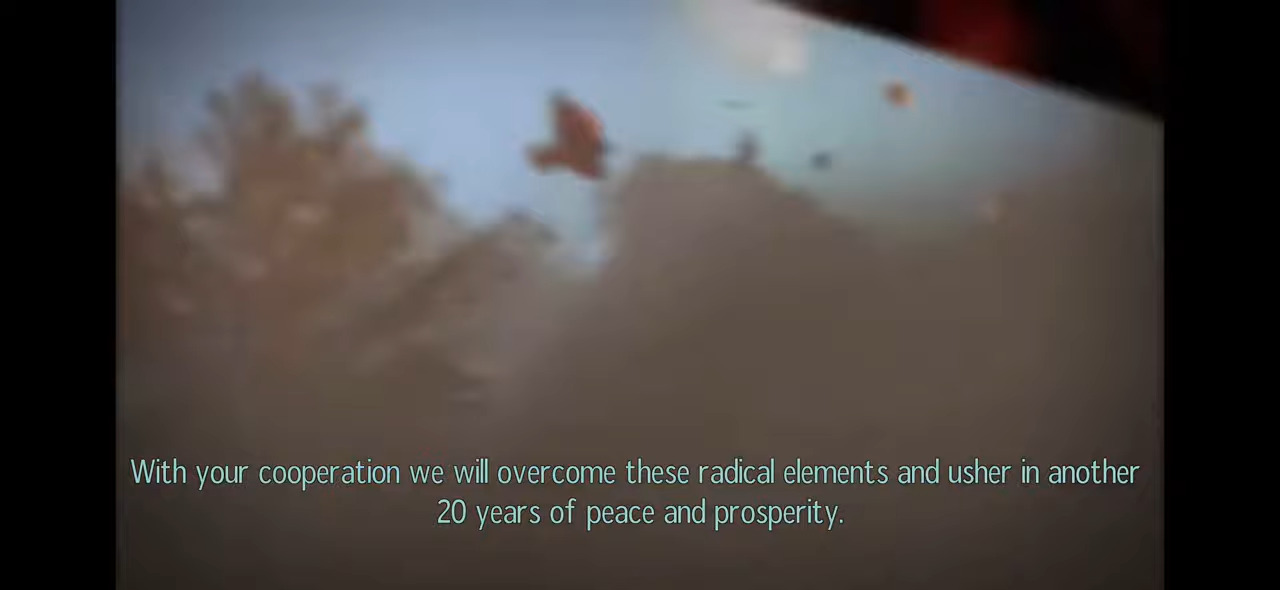 With your cooperation we will overcome these radical elements and usher in another
20 years of peace and prosperity.